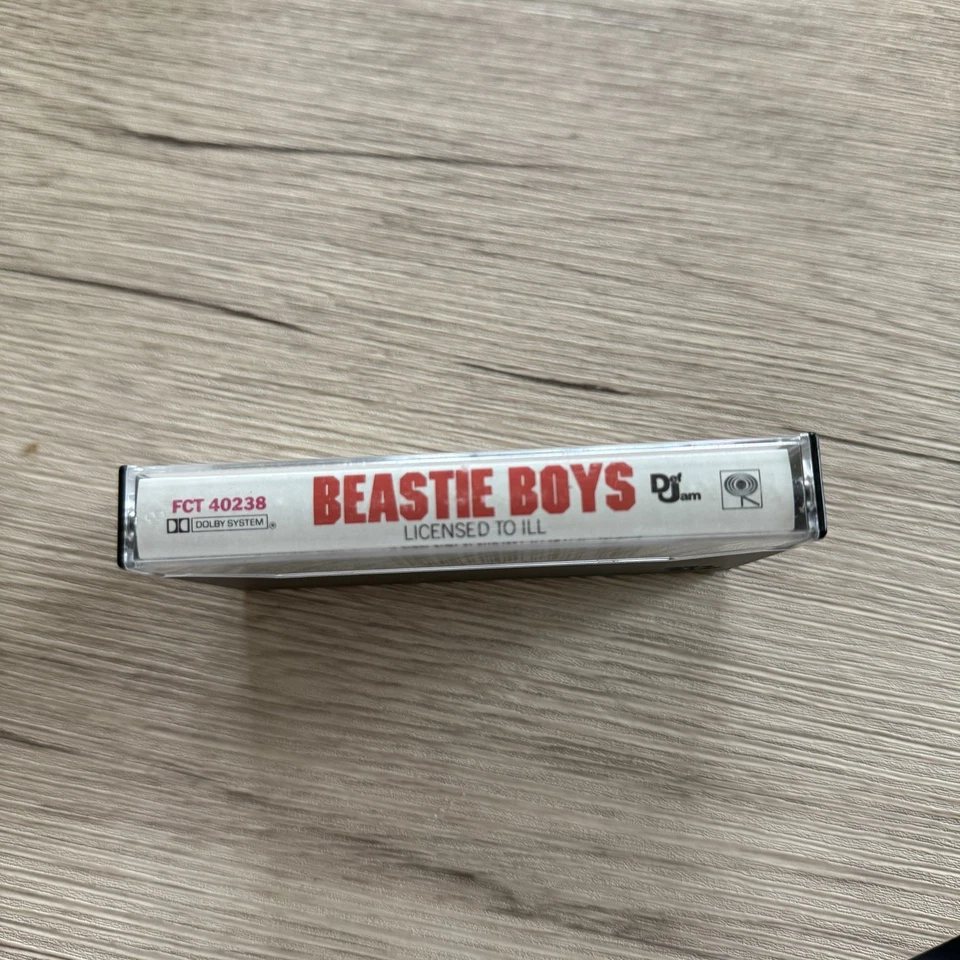 FCT 40238
DOLBY SYSTEM®
BEASTIE BOYS
LICENSED TO ILL
Def
Jam